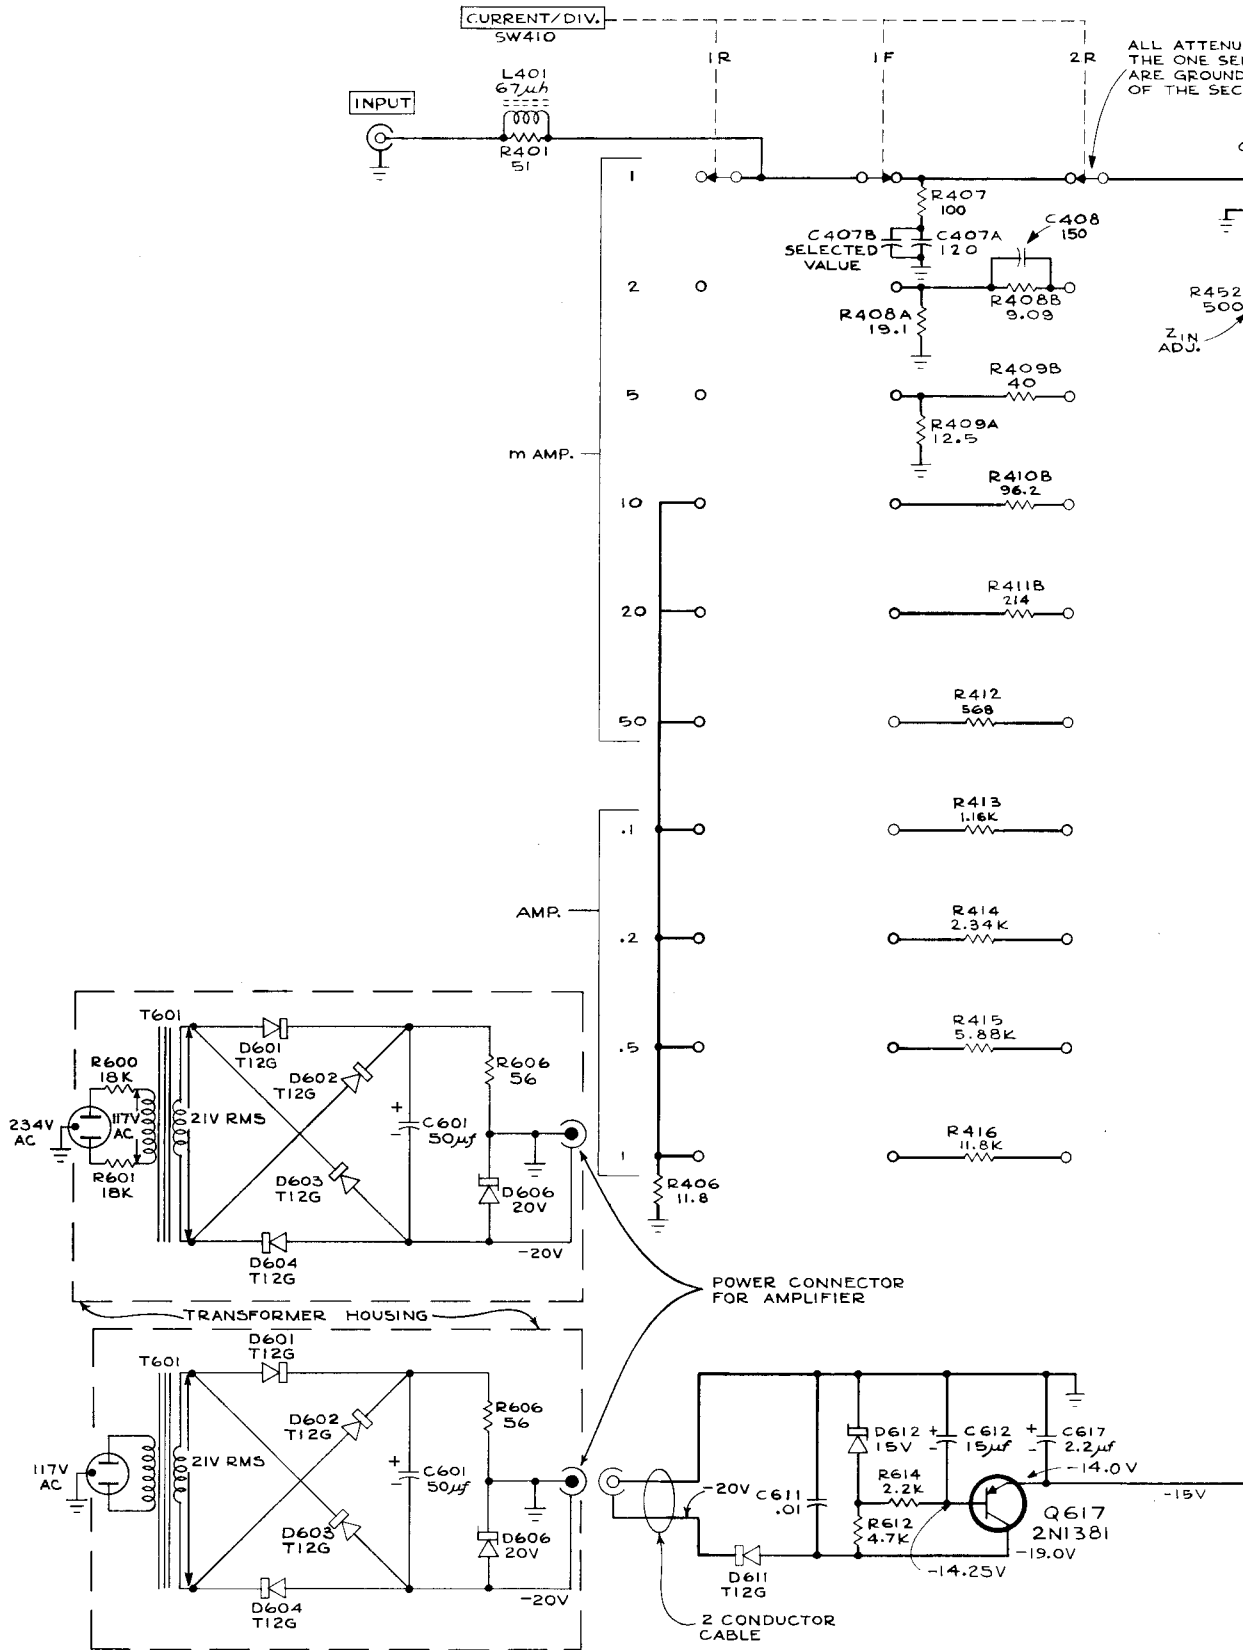 CURRENT/DIV.
SW410
1R
1F
2R
ALL ATTENU
THE ONE SE
ARE GROUND
OF THE SEC
L401
67µh
INPUT
R401
51
1
R407
100
C407B
SELECTED
VALUE
C407A
120
C408
150
2
R408A
19.1
R408B
9.09
R452
500
ZIN
ADJ.
5
R409B
40
R409A
12.5
m AMP.
10
R410B
96.2
20
R411B
214
50
R412
568
.1
R413
1.16K
AMP.
.2
R414
2.34K
.5
R415
5.88K
1
R416
11.8K
R406
11.8
T601
R600
18K
234V
AC
117V
AC
R601
18K
21V RMS
D601
T12G
D602
T12G
D603
T12G
D604
T12G
C601
50µf
R606
56
D606
20V
-20V
POWER CONNECTOR
FOR AMPLIFIER
TRANSFORMER HOUSING
T601
117V
AC
21V RMS
D601
T12G
D602
T12G
D603
T12G
D604
T12G
C601
50µf
R606
56
D606
20V
-20V
-20V
2 CONDUCTOR
CABLE
C611
.01
D611
T12G
D612
15V
R614
2.2K
R612
4.7K
C612
15µf
C617
2.2µf
-14.0V
-15V
Q617
2N1381
-19.0V
-14.25V